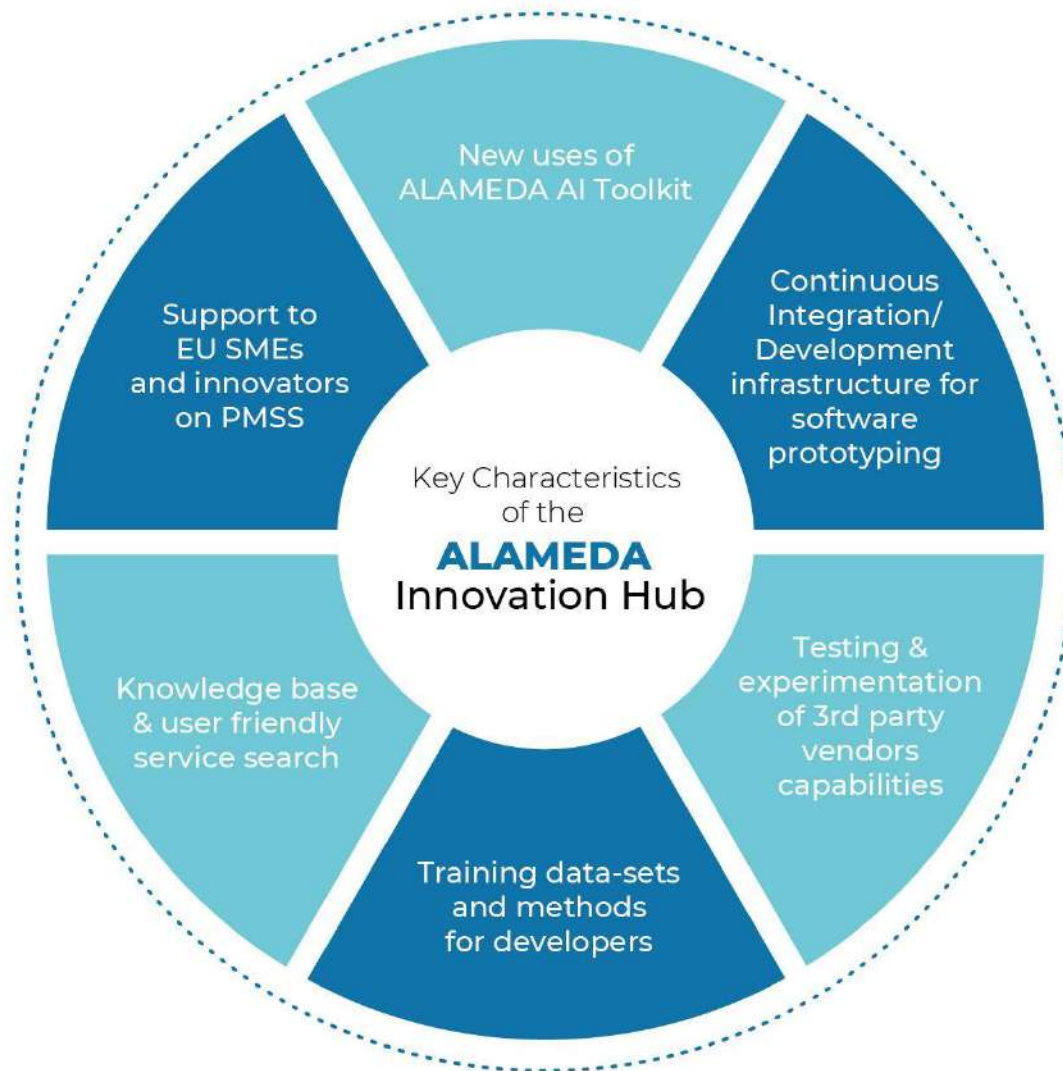 New uses of
ALAMEDA AI Toolkit
Continuous
Integration/
Development
infrastructure for
software
prototyping
Testing &
experimentation
of 3rd party
vendors
capabilities
Training data-sets
and methods
for developers
Knowledge base
& user friendly
service search
Support to
EU SMEs
and innovators
on PMSS
Key Characteristics
of the
ALAMEDA
Innovation Hub